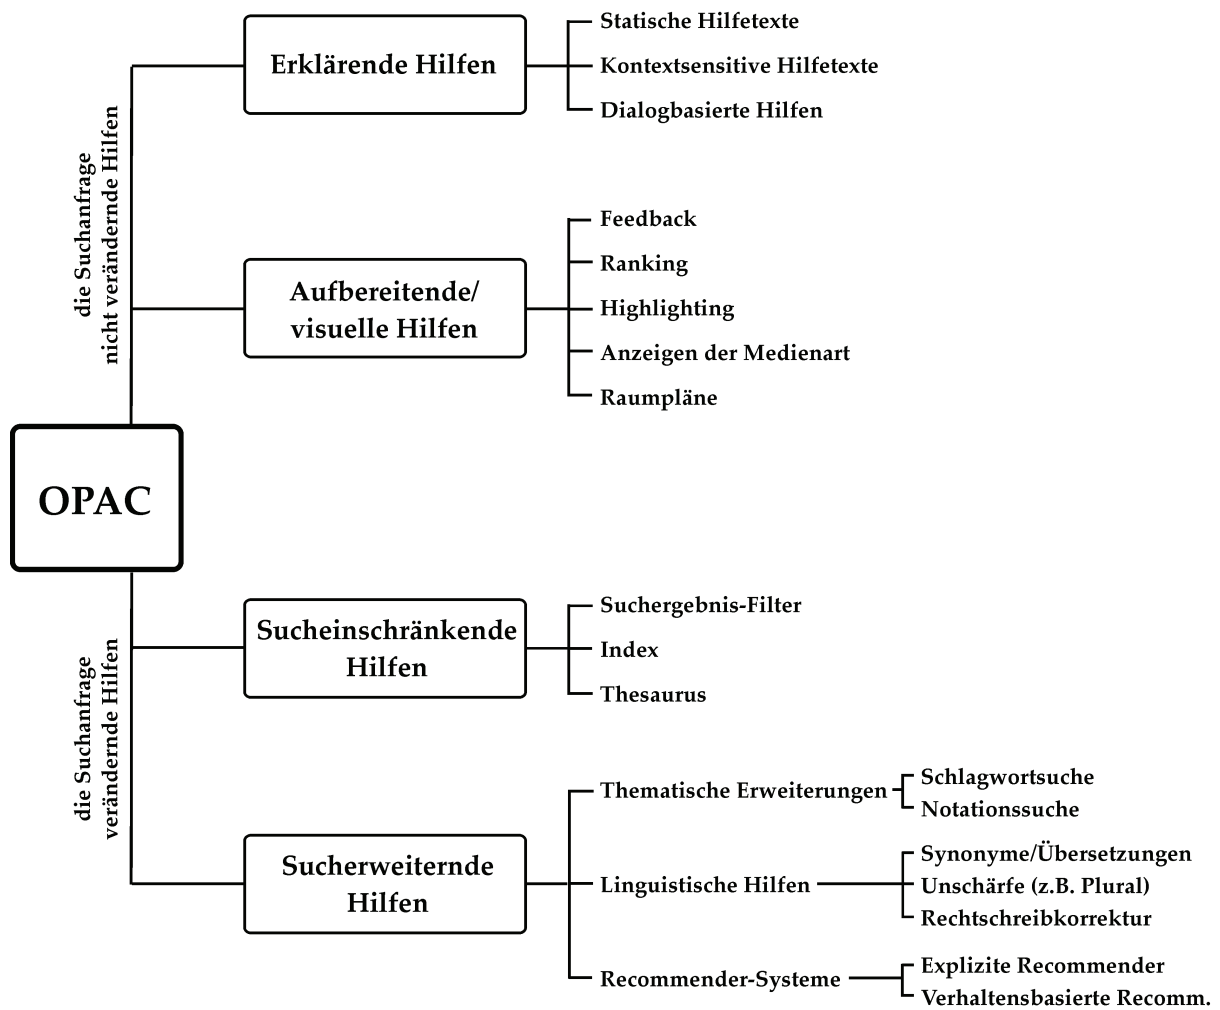 Erklärende Hilfen
Statische Hilfetexte
Kontextsensitive Hilfetexte
Dialogbasierte Hilfen
die Suchanfrage
nicht verändernde Hilfen
Aufbereitende/
visuelle Hilfen
Feedback
Ranking
Highlighting
Anzeigen der Medienart
Raumpläne
OPAC
die Suchanfrage
verändernde Hilfen
Sucheinschränkende
Hilfen
Suchergebnis-Filter
Index
Thesaurus
Sucherweiternde
Hilfen
Thematische Erweiterungen
Schlagwortsuche
Notationssuche
Linguistische Hilfen
Synonyme/Übersetzungen
Unschärfe (z.B. Plural)
Rechtschreibkorrektur
Recommender-Systeme
Explizite Recommender
Verhaltensbasierte Recomm.